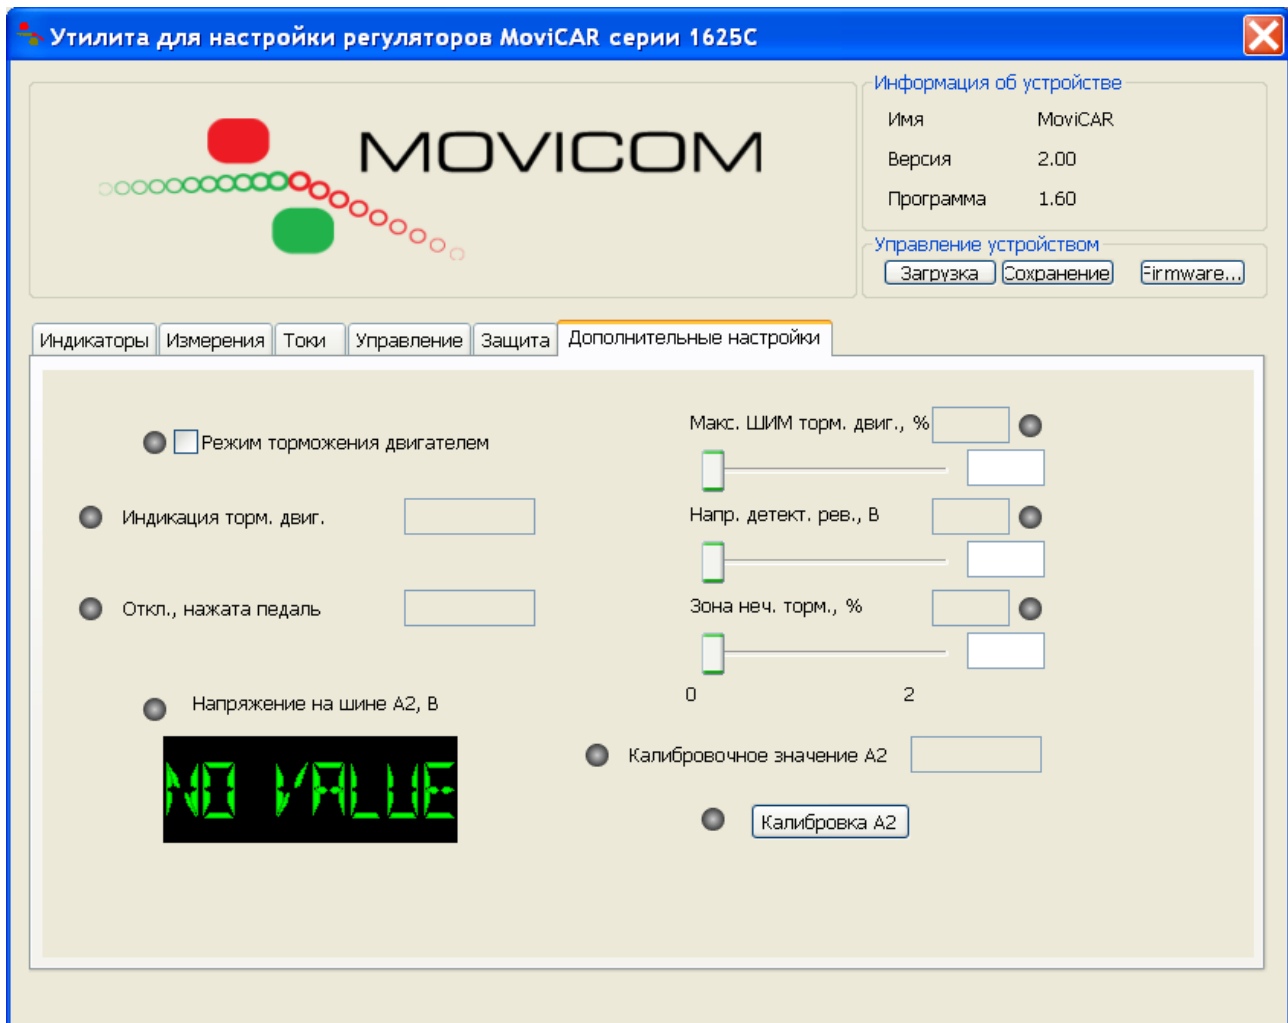 Утилита для настройки регуляторов MoviCAR серии 1625C
MOVICOM
Информация об устройстве
Имя MoviCAR
Версия 2.00
Программа 1.60
Управление устройством
Загрузка Сохранение Firmware...
Индикаторы Измерения Токи Управление Защита Дополнительные настройки
Режим торможения двигателем
Индикация торм. двиг.
Откл., нажата педаль
Напряжение на шине A2, В
NO VALUE
Макс. ШИМ торм. двиг., %
Напр. детект. рев., В
Зона неч. торм., %
0 2
Калибровочное значение A2
Калибровка A2